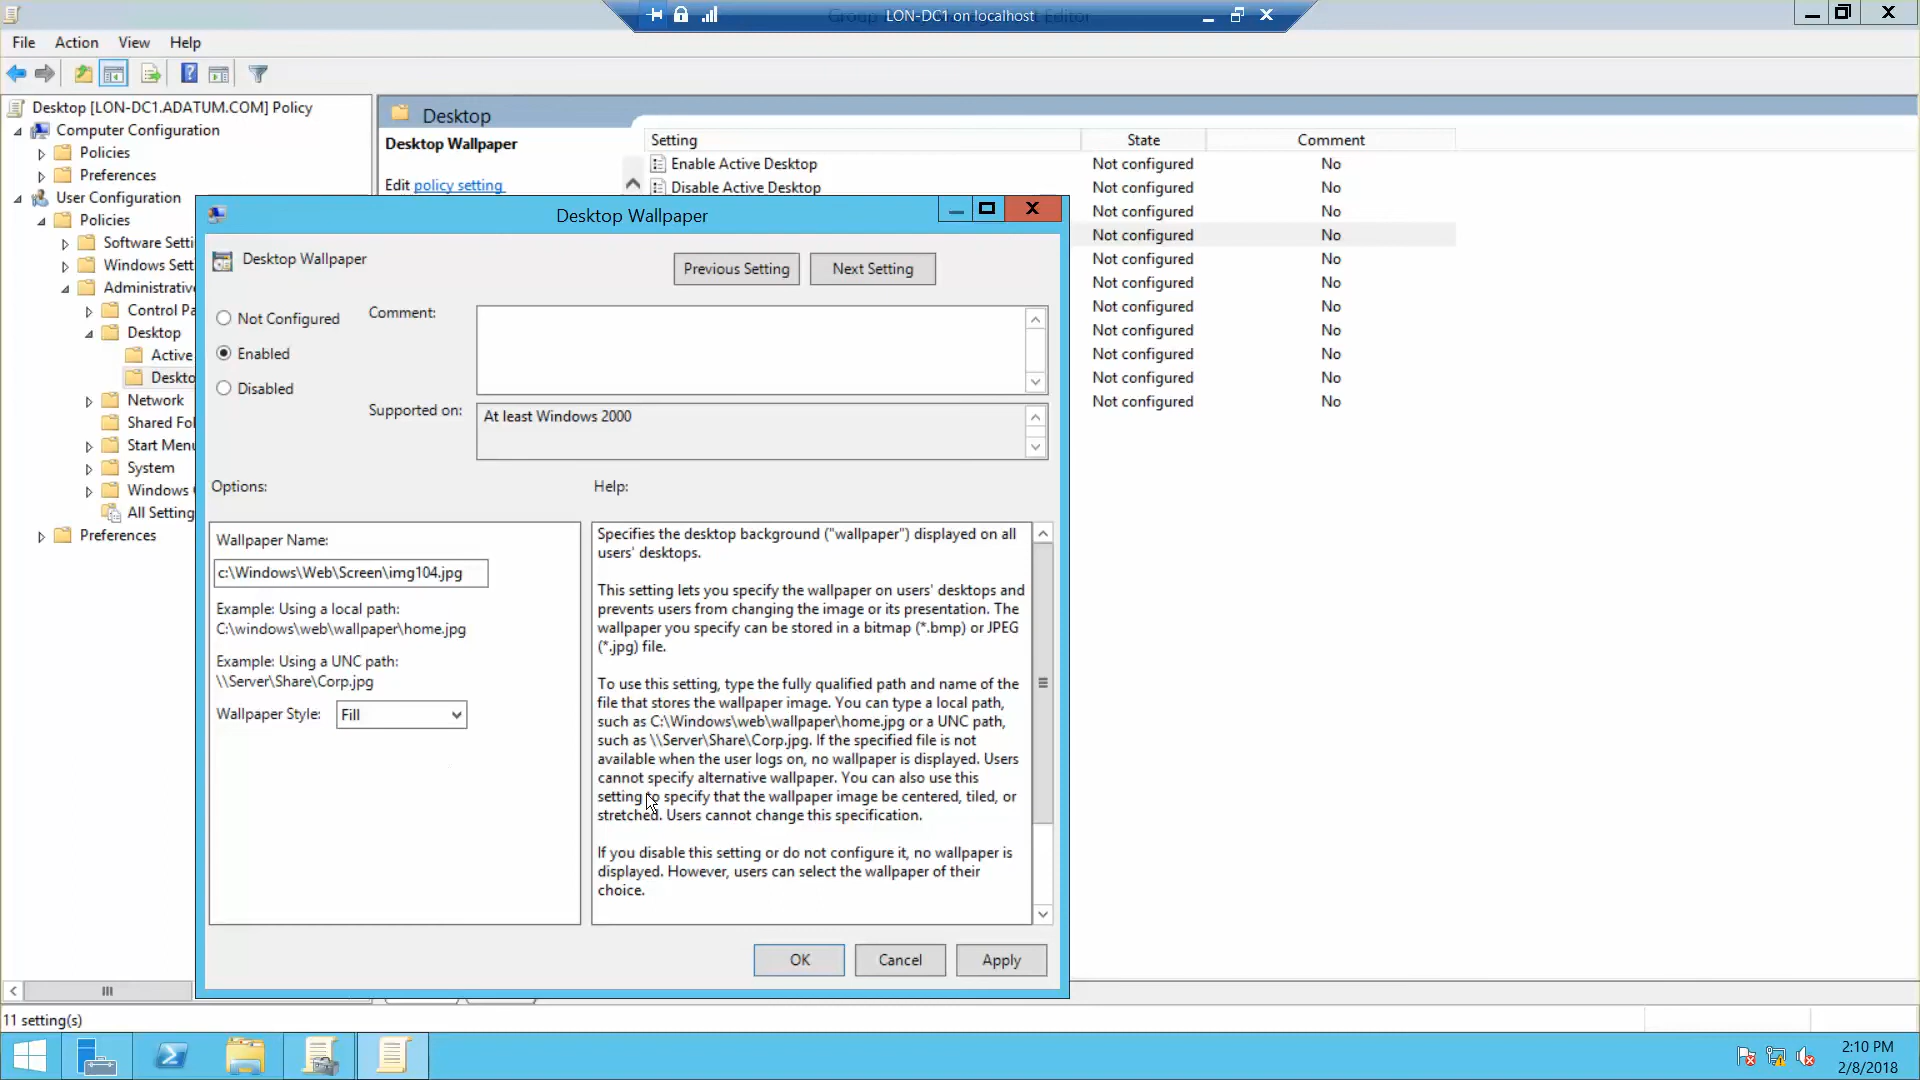 LON-DC1 on localhost
File Action View Help
Desktop [LON-DC1.ADATUM.COM] Policy
Computer Configuration
Policies
Preferences
User Configuration
Policies
Software Setti
Windows Sett
Administrative
Control Pa
Desktop
Active
Deskto
Network
Shared Fol
Start Menu
System
Windows
All Setting
Preferences
Desktop
Desktop Wallpaper
Edit policy setting
Setting State Comment
Enable Active Desktop Not configured No
Disable Active Desktop Not configured No
Not configured No
Not configured No
Not configured No
Not configured No
Not configured No
Not configured No
Not configured No
Not configured No
Not configured No
Desktop Wallpaper
Desktop Wallpaper
Previous Setting Next Setting
Not Configured
Enabled
Disabled
Comment:
Supported on: At least Windows 2000
Options:
Wallpaper Name:
c:\Windows\Web\Screen\img104.jpg
Example: Using a local path:
C:\windows\web\wallpaper\home.jpg
Example: Using a UNC path:
\\Server\Share\Corp.jpg
Wallpaper Style: Fill
Help:
Specifies the desktop background ("wallpaper") displayed on all
users' desktops.
This setting lets you specify the wallpaper on users' desktops and
prevents users from changing the image or its presentation. The
wallpaper you specify can be stored in a bitmap (*.bmp) or JPEG
(*.jpg) file.
To use this setting, type the fully qualified path and name of the
file that stores the wallpaper image. You can type a local path,
such as C:\Windows\web\wallpaper\home.jpg or a UNC path,
such as \\Server\Share\Corp.jpg. If the specified file is not
available when the user logs on, no wallpaper is displayed. Users
cannot specify alternative wallpaper. You can also use this
setting to specify that the wallpaper image be centered, tiled, or
stretched. Users cannot change this specification.
If you disable this setting or do not configure it, no wallpaper is
displayed. However, users can select the wallpaper of their
choice.
OK Cancel Apply
11 setting(s)
2:10 PM
2/8/2018